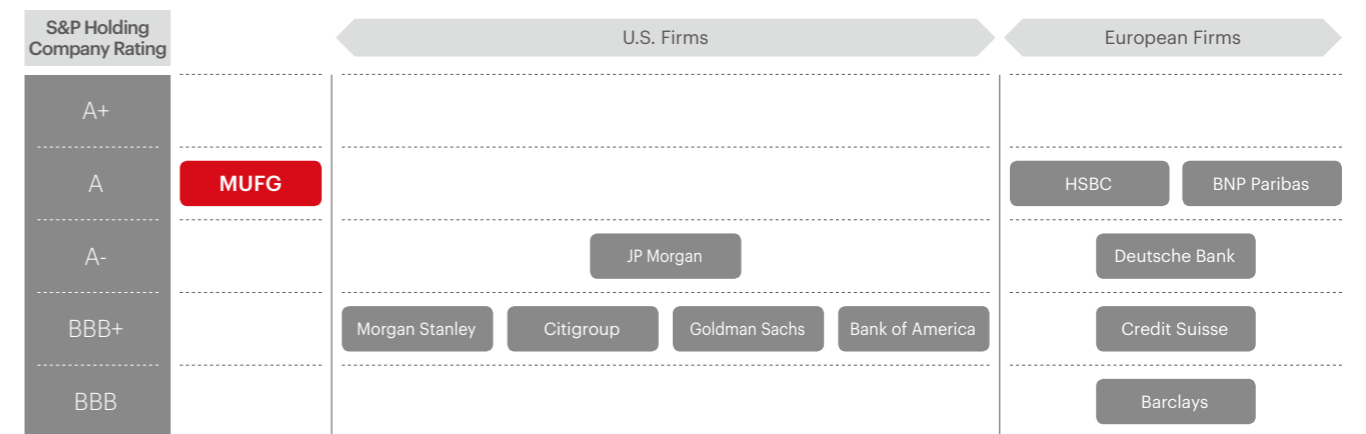 S&P Holding
Company Rating
U.S. Firms
European Firms
A+
A
MUFG
HSBC
BNP Paribas
A-
JP Morgan
Deutsche Bank
BBB+
Morgan Stanley
Citigroup
Goldman Sachs
Bank of America
Credit Suisse
BBB
Barclays